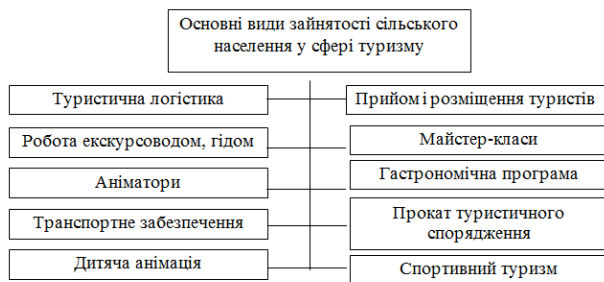 Основні види зайнятості сільського
населення у сфері туризму
Туристична логістика
Прийом і розміщення туристів
Робота екскурсоводом, гідом
Майстер-класи
Аніматори
Гастрономічна програма
Транспортне забезпечення
Прокат туристичного
спорядження
Дитяча анімація
Спортивний туризм